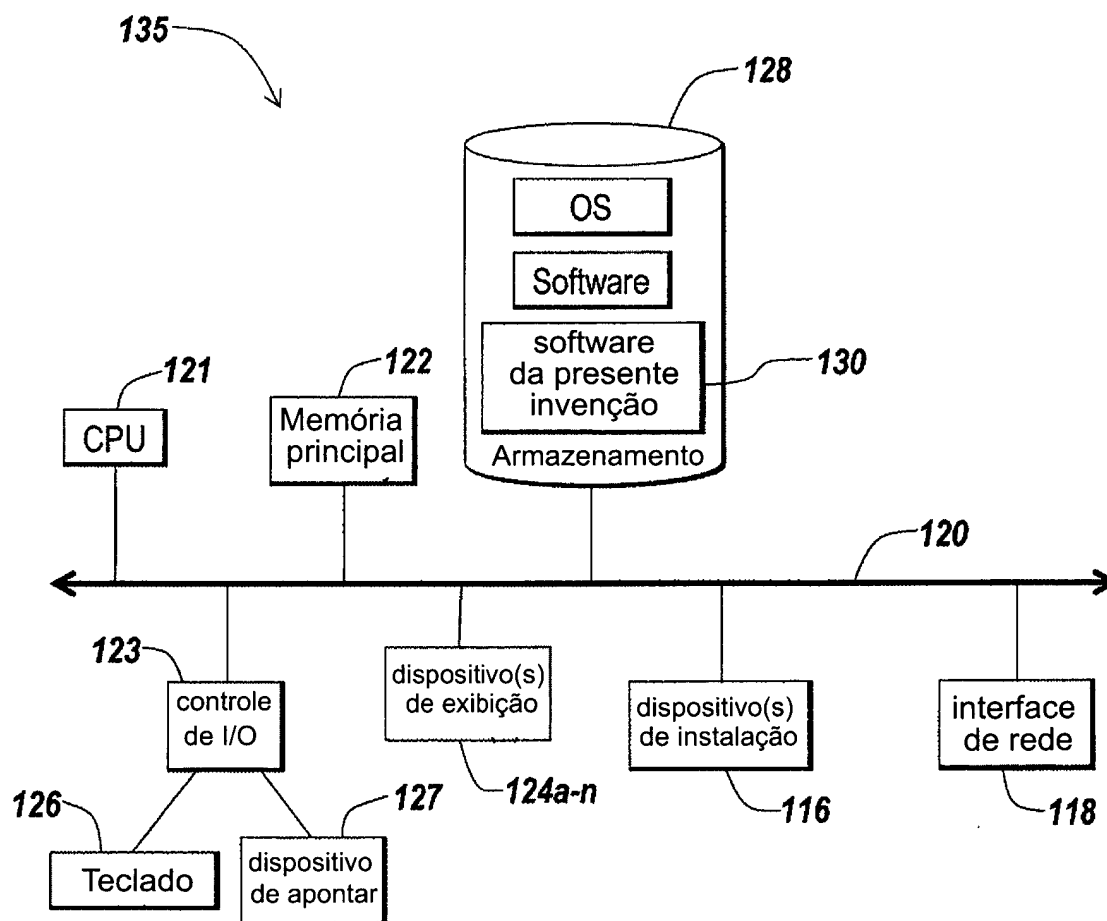 135
128
OS
Software
software
da presente
invenção
130
Armazenamento
121
CPU
122
Memória
principal
120
123
controle
de I/O
dispositivo(s)
de exibição
124a-n
dispositivo(s)
de instalação
116
interface
de rede
118
126
Teclado
127
dispositivo
de apontar